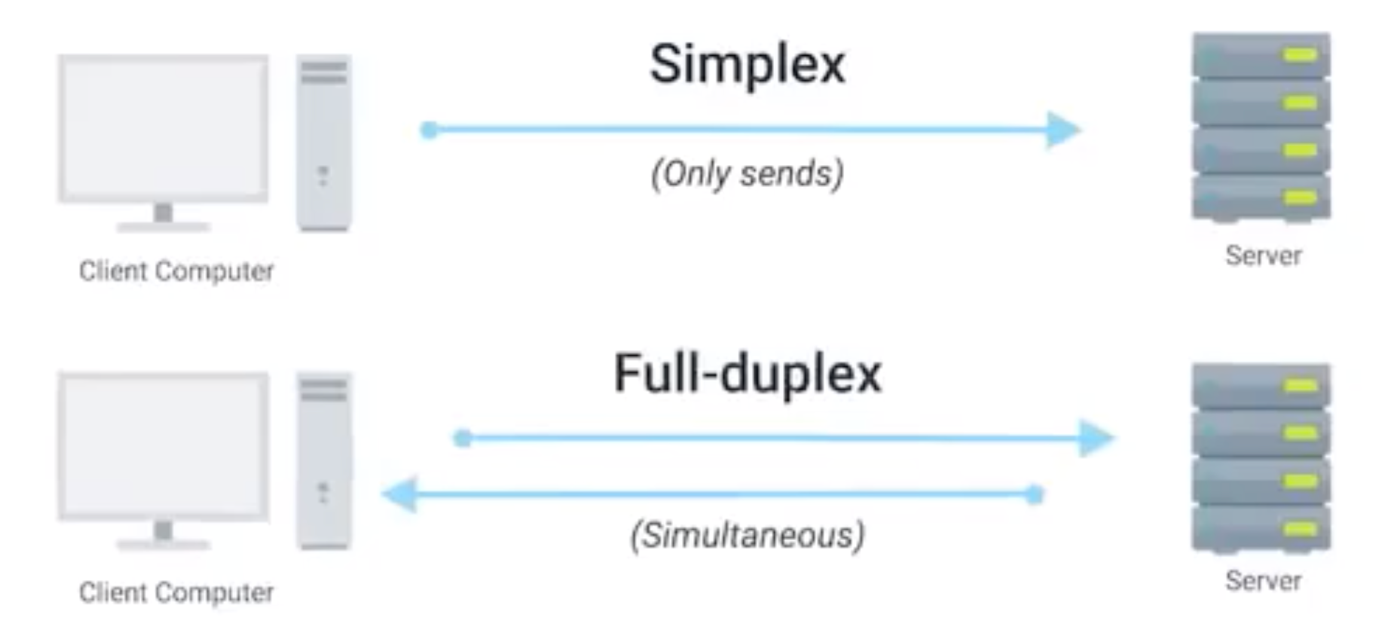 Simplex
(Only sends)
Client Computer
Server
Full-duplex
(Simultaneous)
Client Computer
Server